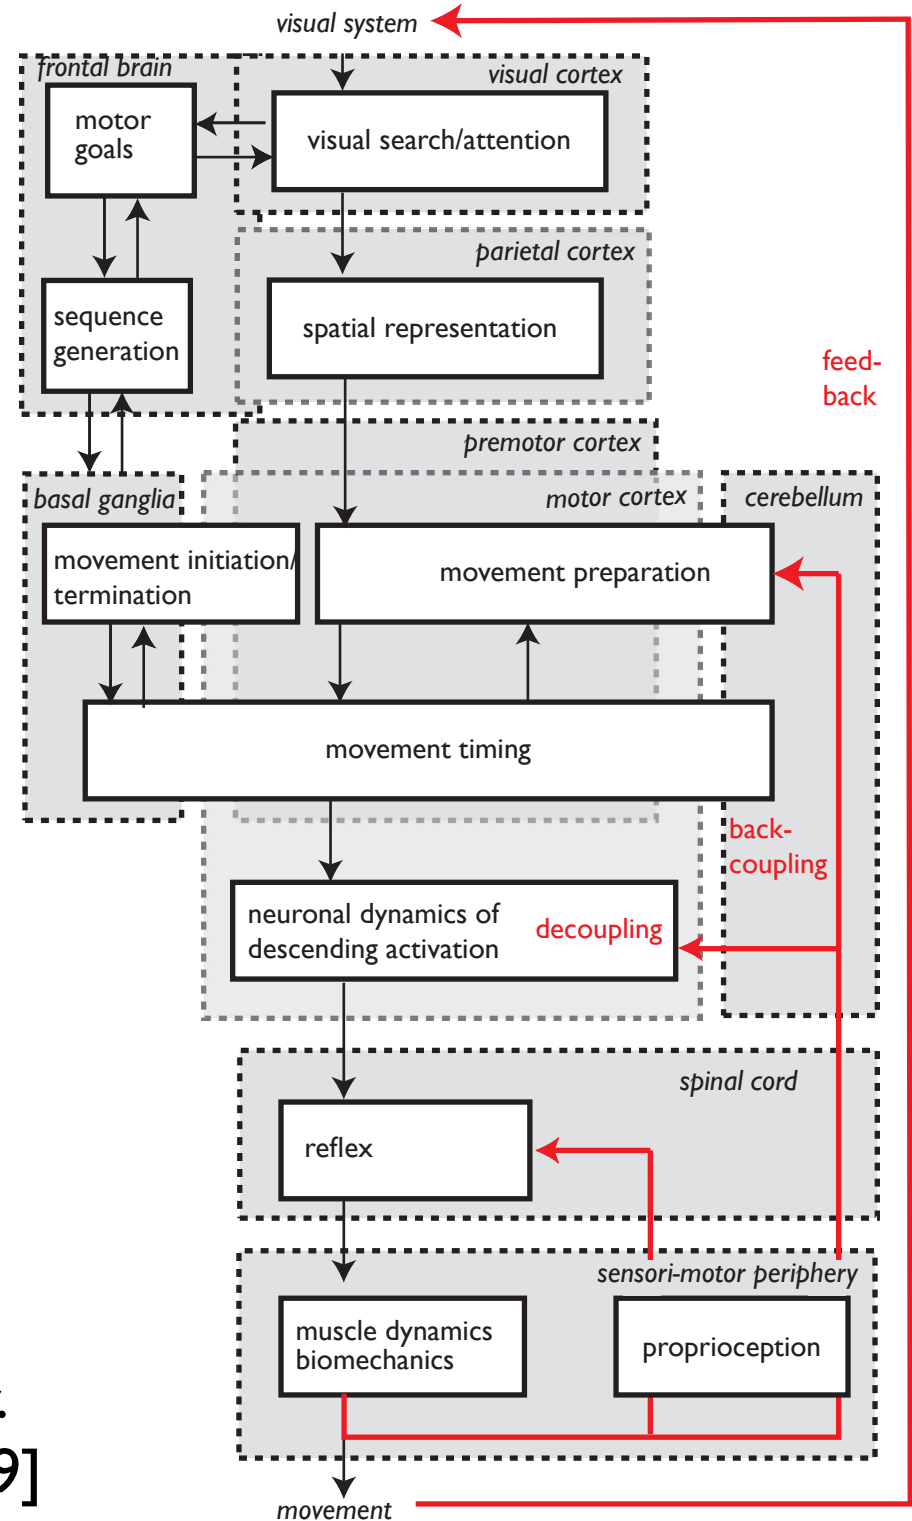 visual system
frontal brain
visual cortex
motor
goals
visual search/attention
parietal cortex
sequence
generation
spatial representation
feed-
back
premotor cortex
basal ganglia
motor cortex
cerebellum
movement initiation/
termination
movement preparation
movement timing
back-
coupling
neuronal dynamics of
descending activation
decoupling
spinal cord
reflex
sensori-motor periphery
muscle dynamics
biomechanics
proprioception
.
9]
movement